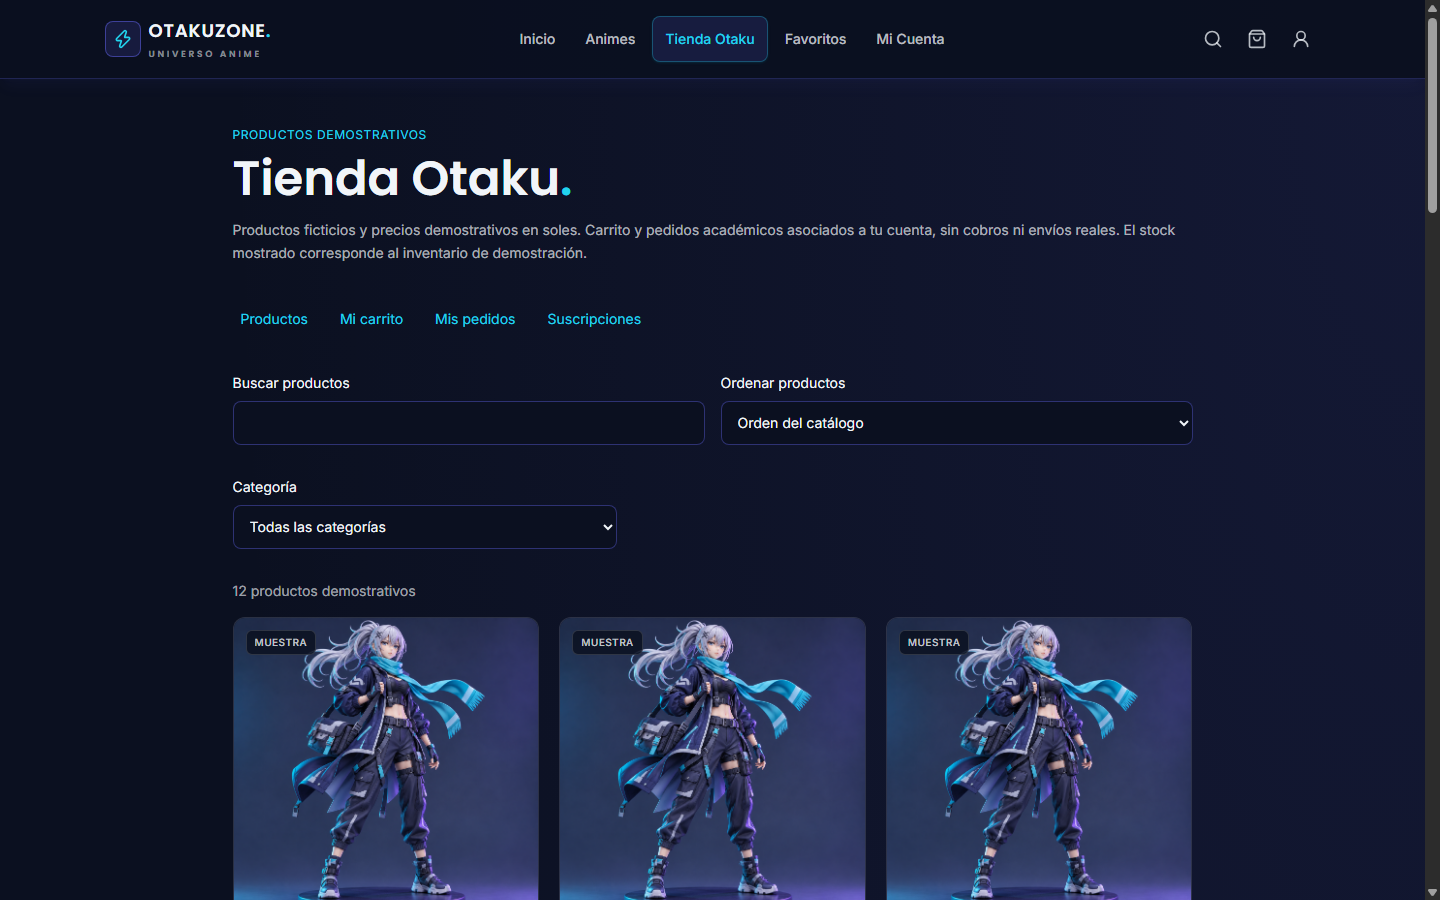 OTAKUZONE.
UNIVERSO ANIME
Inicio
Animes
Tienda Otaku
Favoritos
Mi Cuenta
PRODUCTOS DEMOSTRATIVOS
Tienda Otaku.
Productos ficticios y precios demostrativos en soles. Carrito y pedidos académicos asociados a tu cuenta, sin cobros ni envíos reales. El stock
mostrado corresponde al inventario de demostración.
Productos
Mi carrito
Mis pedidos
Suscripciones
Buscar productos
Ordenar productos
Orden del catálogo
Categoría
Todas las categorías
12 productos demostrativos
MUESTRA
MUESTRA
MUESTRA